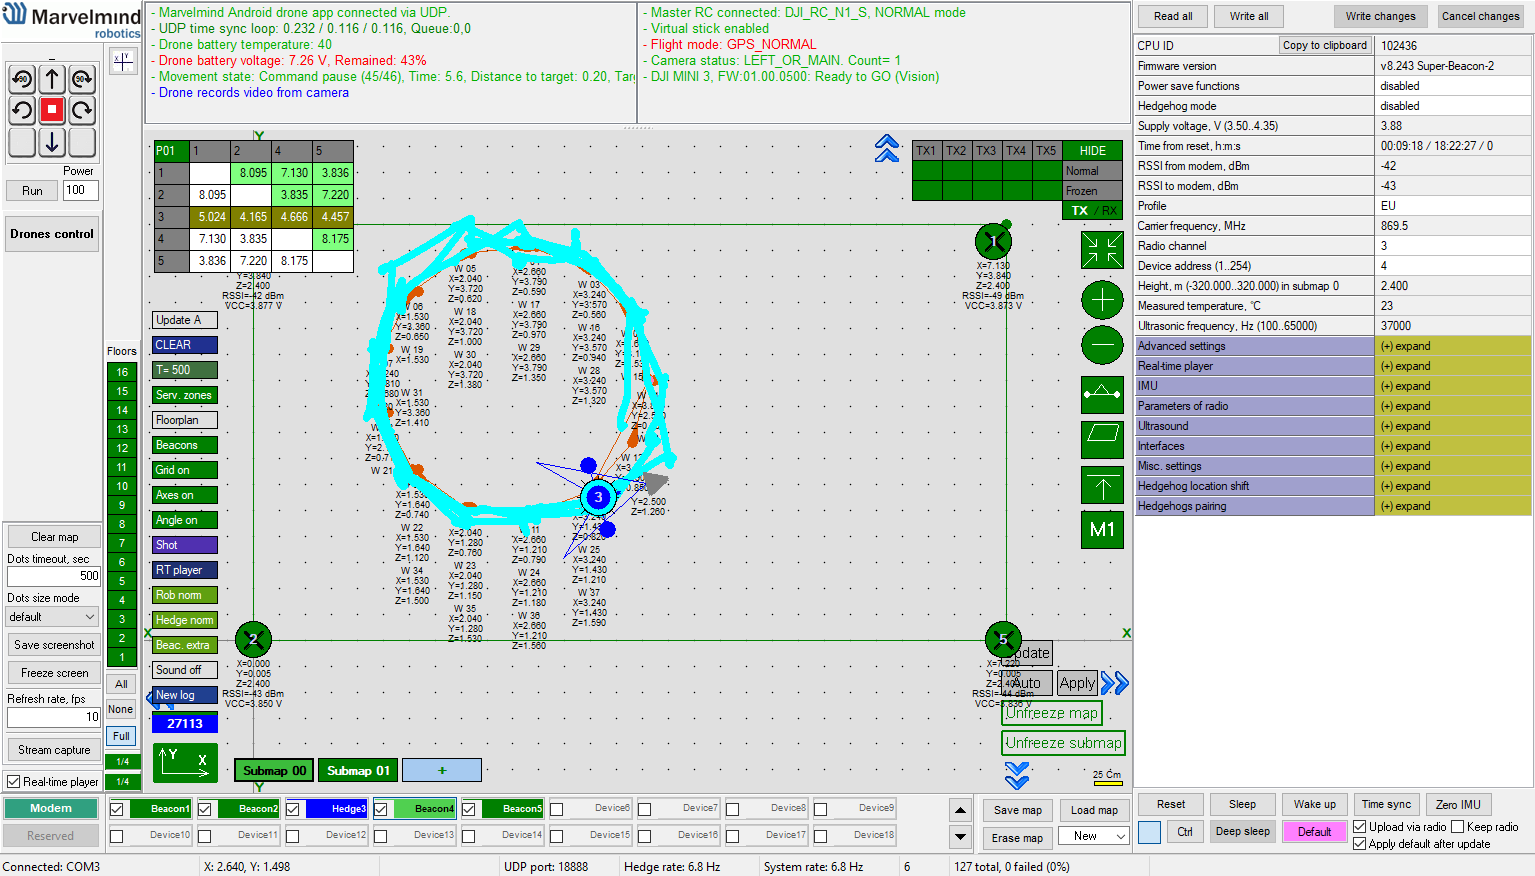 Marvelmind
robotics
- Marvelmind Android drone app connected via UDP.
- UDP time sync loop: 0.232 / 0.116 / 0.116, Queue:0,0
- Drone battery temperature: 40
- Drone battery voltage: 7.26 V, Remained: 43%
- Movement state: Command pause (45/46), Time: 5.6, Distance to target: 0.20, Tar
- Drone records video from camera
- Master RC connected: DJI_RC_N1_S, NORMAL mode
- Virtual stick enabled
- Flight mode: GPS_NORMAL
- Camera status: LEFT_OR_MAIN. Count= 1
- DJI MINI 3, FW:01.00.0500: Ready to GO (Vision)
Read all
Write all
Write changes
Cancel changes
CPU ID
Copy to clipboard
102436
Firmware version
v8.243 Super-Beacon-2
Power save functions
disabled
Hedgehog mode
disabled
Supply voltage, V (3.50..4.35)
3.88
Time from reset, h:m:s
00:09:18 / 18:22:27 / 0
RSSI from modem, dBm
-42
RSSI to modem, dBm
-43
Profile
EU
Carrier frequency, MHz
869.5
Radio channel
3
Device address (1..254)
4
Height, m (-320.000..320.000) in submap 0
2.400
Measured temperature, °C
23
Ultrasonic frequency, Hz (100..65000)
37000
Advanced settings
(+) expand
Real-time player
(+) expand
IMU
(+) expand
Parameters of radio
(+) expand
Ultrasound
(+) expand
Interfaces
(+) expand
Misc. settings
(+) expand
Hedgehog location shift
(+) expand
Hedgehogs pairing
(+) expand
90
90
Power
Run
100
Drones control
Clear map
Dots timeout, sec
500
Dots size mode
default
Save screenshot
Freeze screen
Refresh rate, fps
10
Stream capture
Real-time player
Floors
16
15
14
13
12
11
10
9
8
7
6
5
4
3
2
1
All
None
Full
1/4
1/4
P01 1 2 4 5
1 8.095 7.130 3.836
2 8.095 3.835 7.220
3 5.024 4.165 4.666 4.457
4 7.130 3.835 8.175
5 3.836 7.220 8.175
Y=3.840
Z=2.400
RSSI=-42 dBm
VCC=3.877 V
Update A
CLEAR
T= 500
Serv. zones
Floorplan
Beacons
Grid on
Axes on
Angle on
Shot
RT player
Rob norm
Hedge norm
Beac. extra
Sound off
New log
27113
Y
X
Y
X
X
Y
TX1 TX2 TX3 TX4 TX5 HIDE
Normal
Frozen
TX / RX
1
X=7.130
Y=3.840
Z=2.400
RSSI=-49 dBm
VCC=3.873 V
W 05
X=2.040
Y=3.720
Z=0.620
W 18
X=2.040
Y=3.720
Z=1.000
W 30
X=2.040
Y=3.720
Z=1.380
X=2.660
Y=3.790
Z=0.590
W 17
X=2.660
Y=3.790
Z=0.970
W 29
X=2.660
Y=3.790
Z=1.350
W 03
X=3.240
Y=3.570
Z=0.560
W 46
X=3.240
Y=3.570
Z=0.940
W 28
X=3.240
Y=3.570
Z=1.320
06
X=1.530
Y=3.360
Z=0.650
W 19
X=1.530
W 31
X=1.530
Y=3.360
Z=1.410
W 21
3
Y=2.500
Z=1.260
Y=1.640
Z=0.740
W 22
X=1.530
Y=1.640
Z=1.120
W 34
X=1.530
Y=1.640
Z=1.500
X=2.040
Y=1.280
Z=0.760
W 23
X=2.040
Y=1.280
Z=1.150
W 35
X=2.040
Y=1.280
Z=1.530
X=2.660
Y=1.210
Z=0.790
W 24
X=2.660
Y=1.210
Z=1.180
W 36
X=2.660
Y=1.210
Z=1.560
W 25
X=3.240
Y=1.430
Z=1.210
W 37
X=3.240
Y=1.430
Z=1.590
2
X=0.000
Y=0.005
Z=2.400
RSSI=-43 dBm
VCC=3.850 V
5
M1
Auto
Apply
Unfreeze map
Unfreeze submap
25 Cm
Submap 00
Submap 01
+
Modem
Beacon1
Beacon2
Hedge3
Beacon4
Beacon5
Device6
Device7
Device8
Device9
Reserved
Device10
Device11
Device12
Device13
Device14
Device15
Device16
Device17
Device18
Save map
Load map
Erase map
New
Reset
Sleep
Wake up
Time sync
Zero IMU
Ctrl
Deep sleep
Default
Upload via radio
Keep radio
Apply default after update
Connected: COM3
X: 2.640, Y: 1.498
UDP port: 18888
Hedge rate: 6.8 Hz
System rate: 6.8 Hz
6
127 total, 0 failed (0%)